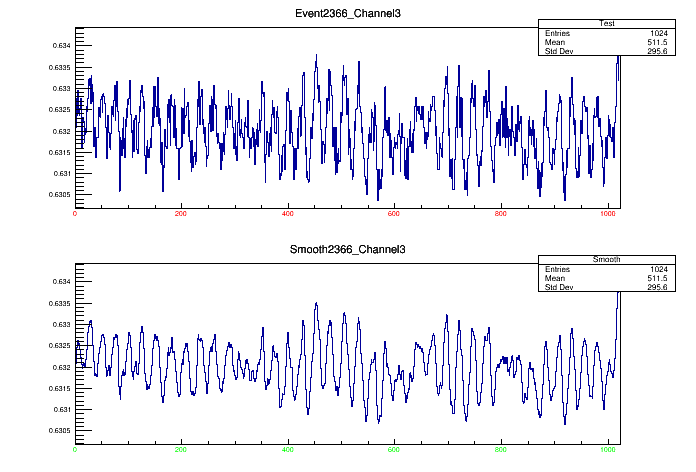 Event2366_Channel3
Test
Entries 1024
Mean 511.5
Std Dev 295.6
0.634
0.6335
0.633
0.6325
0.632
0.6315
0.631
0.6305
0 200 400 600 800 1000
Smooth2366_Channel3
Smooth
Entries 1024
Mean 511.5
Std Dev 295.6
0.634
0.6335
0.633
0.6325
0.632
0.6315
0.631
0.6305
0 200 400 600 800 1000